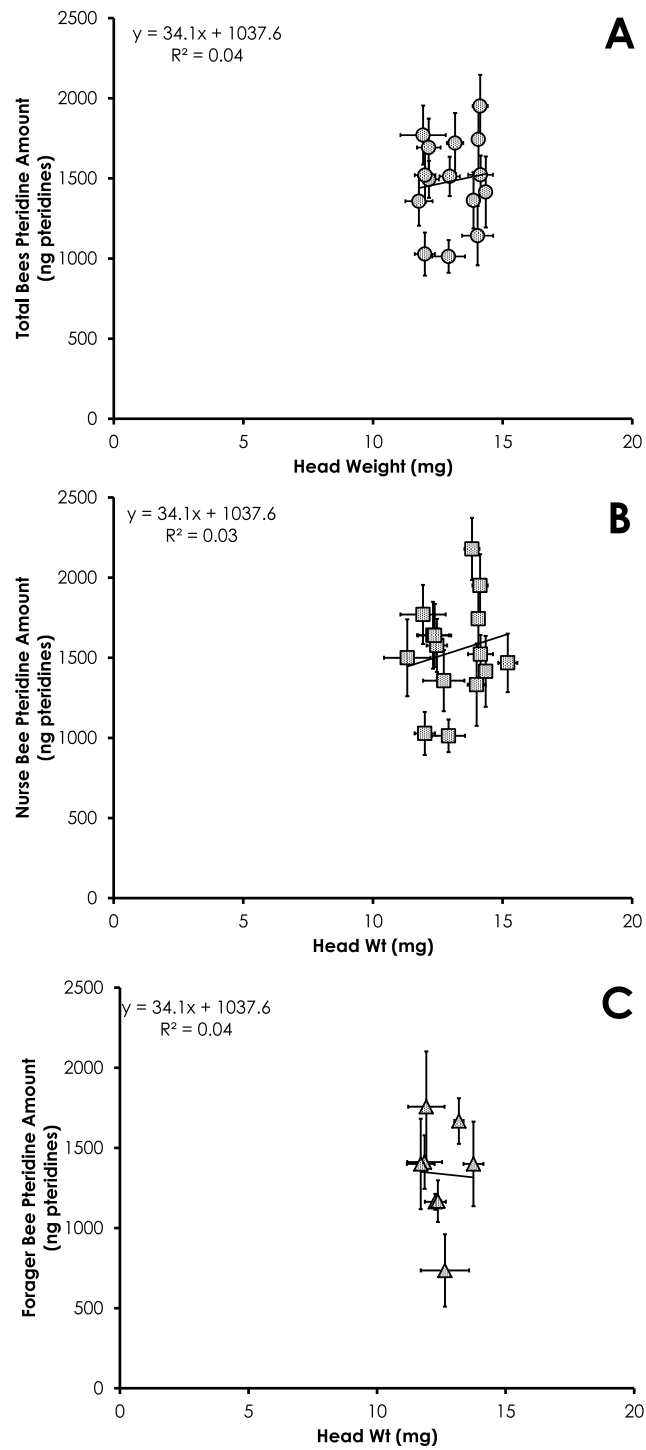 y = 34.1x + 1037.6
R² = 0.04
A
2500
2000
1500
1000
500
0
Total Bees Pteridine Amount
(ng pteridines)
0 5 10 15 20
Head Weight (mg)
y = 34.1x + 1037.6
R² = 0.03
B
2500
2000
1500
1000
500
0
Nurse Bee Pteridine Amount
(ng pteridines)
0 5 10 15 20
Head Wt (mg)
y = 34.1x + 1037.6
R² = 0.04
C
2500
2000
1500
1000
500
0
Forager Bee Pteridine Amount
(ng pteridines)
0 5 10 15 20
Head Wt (mg)